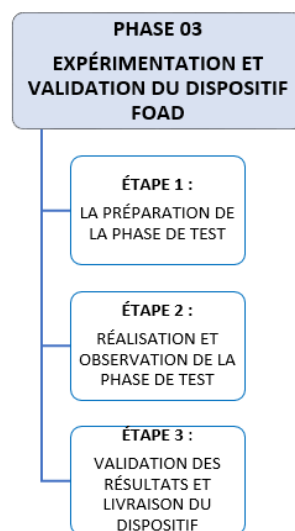 PHASE 03
EXPÉRIMENTATION ET
VALIDATION DU DISPOSITIF
FOAD
ÉTAPE 1 :
LA PRÉPARATION DE
LA PHASE DE TEST
ÉTAPE 2 :
RÉALISATION ET
OBSERVATION DE LA
PHASE DE TEST
ÉTAPE 3 :
VALIDATION DES
RÉSULTATS ET
LIVRAISON DU
DISPOSITIF